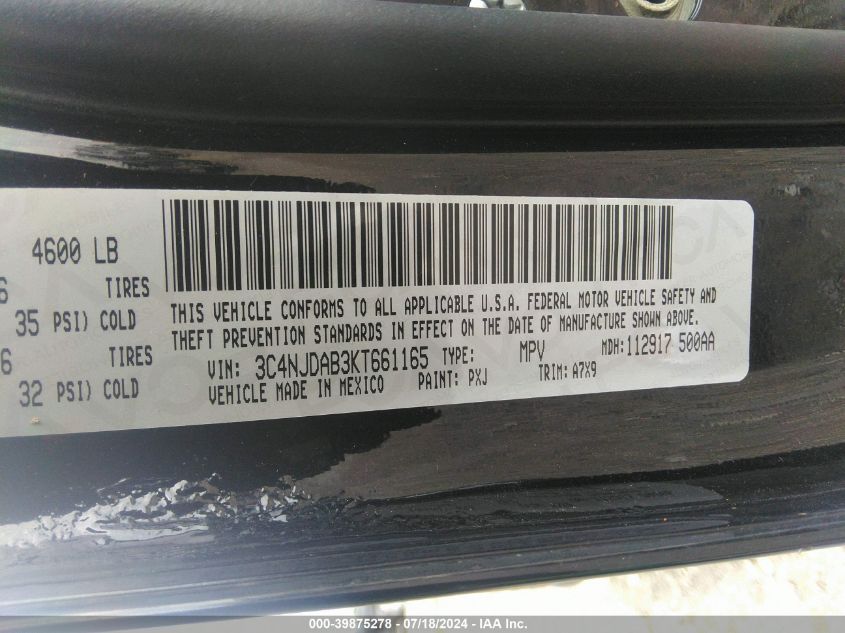 4600 LB
6 TIRES
35 PSI) COLD
6 TIRES
32 PSI) COLD
THIS VEHICLE CONFORMS TO ALL APPLICABLE U.S.A. FEDERAL MOTOR VEHICLE SAFETY AND
THEFT PREVENTION STANDARDS IN EFFECT ON THE DATE OF MANUFACTURE SHOWN ABOVE.
VIN: 3C4NJDAB3KT661165 TYPE: MPV MDH:112917 500AA
VEHICLE MADE IN MEXICO PAINT: PXJ TRIM: A7X9
000-39875278 - 07/18/2024 - IAA Inc.